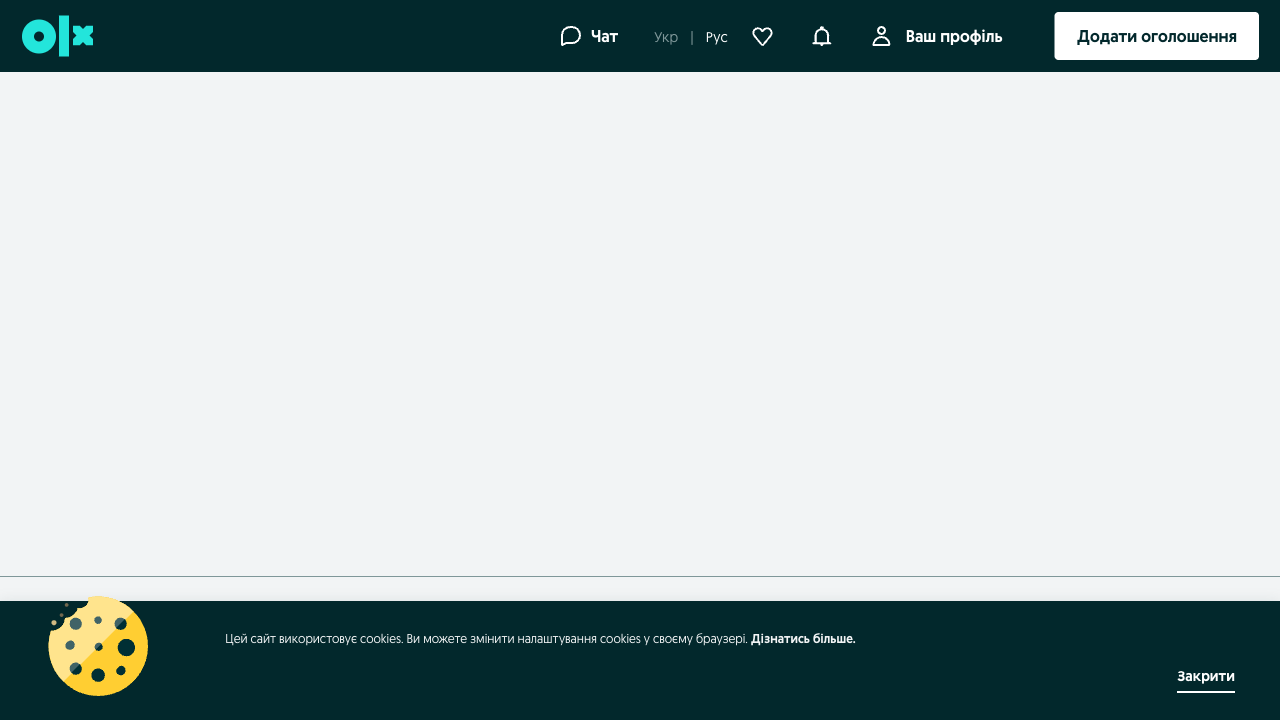 olx
Чат
Укр | Рус
Ваш профіль
Додати оголошення
Цей сайт використовує cookies. Ви можете змінити налаштування cookies у своєму браузері. Дізнатись більше.
Закрити